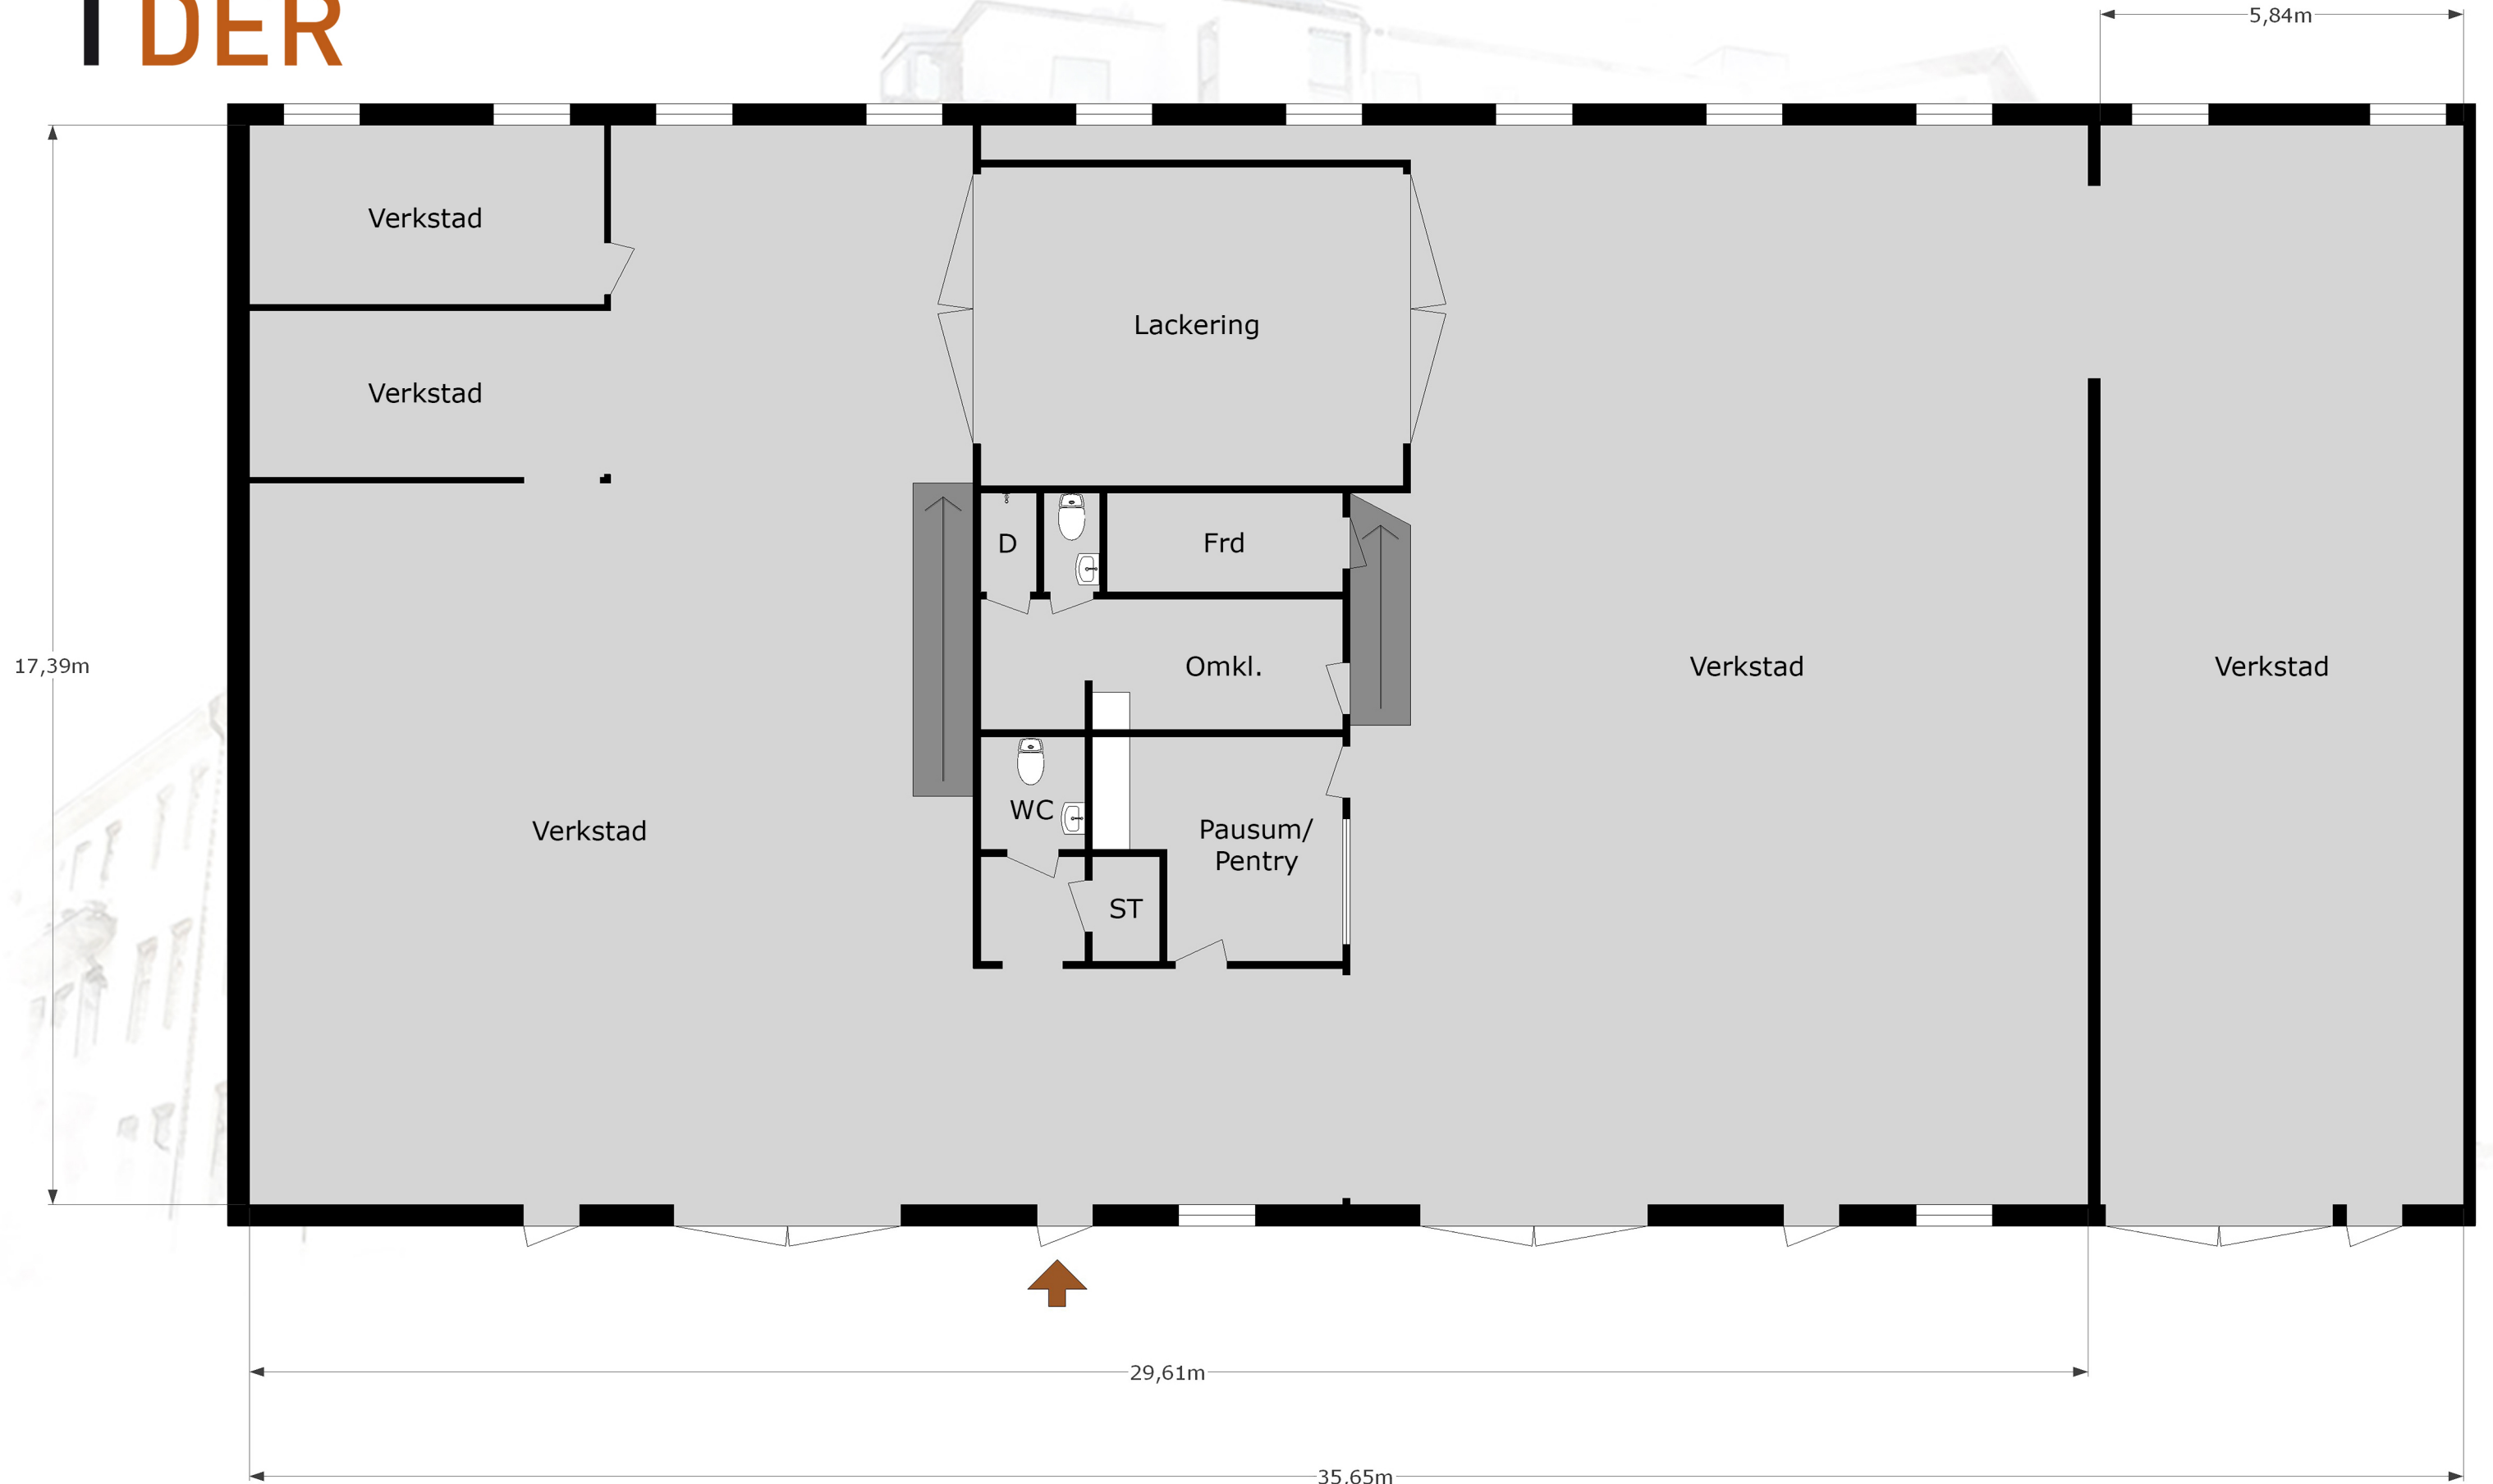 DER
5,84m
Verkstad
Lackering
Verkstad
D
Frd
17,39m
Omkl.
Verkstad
Verkstad
WC
Verkstad
Pausum/
Pentry
ST
29,61m
35,65m